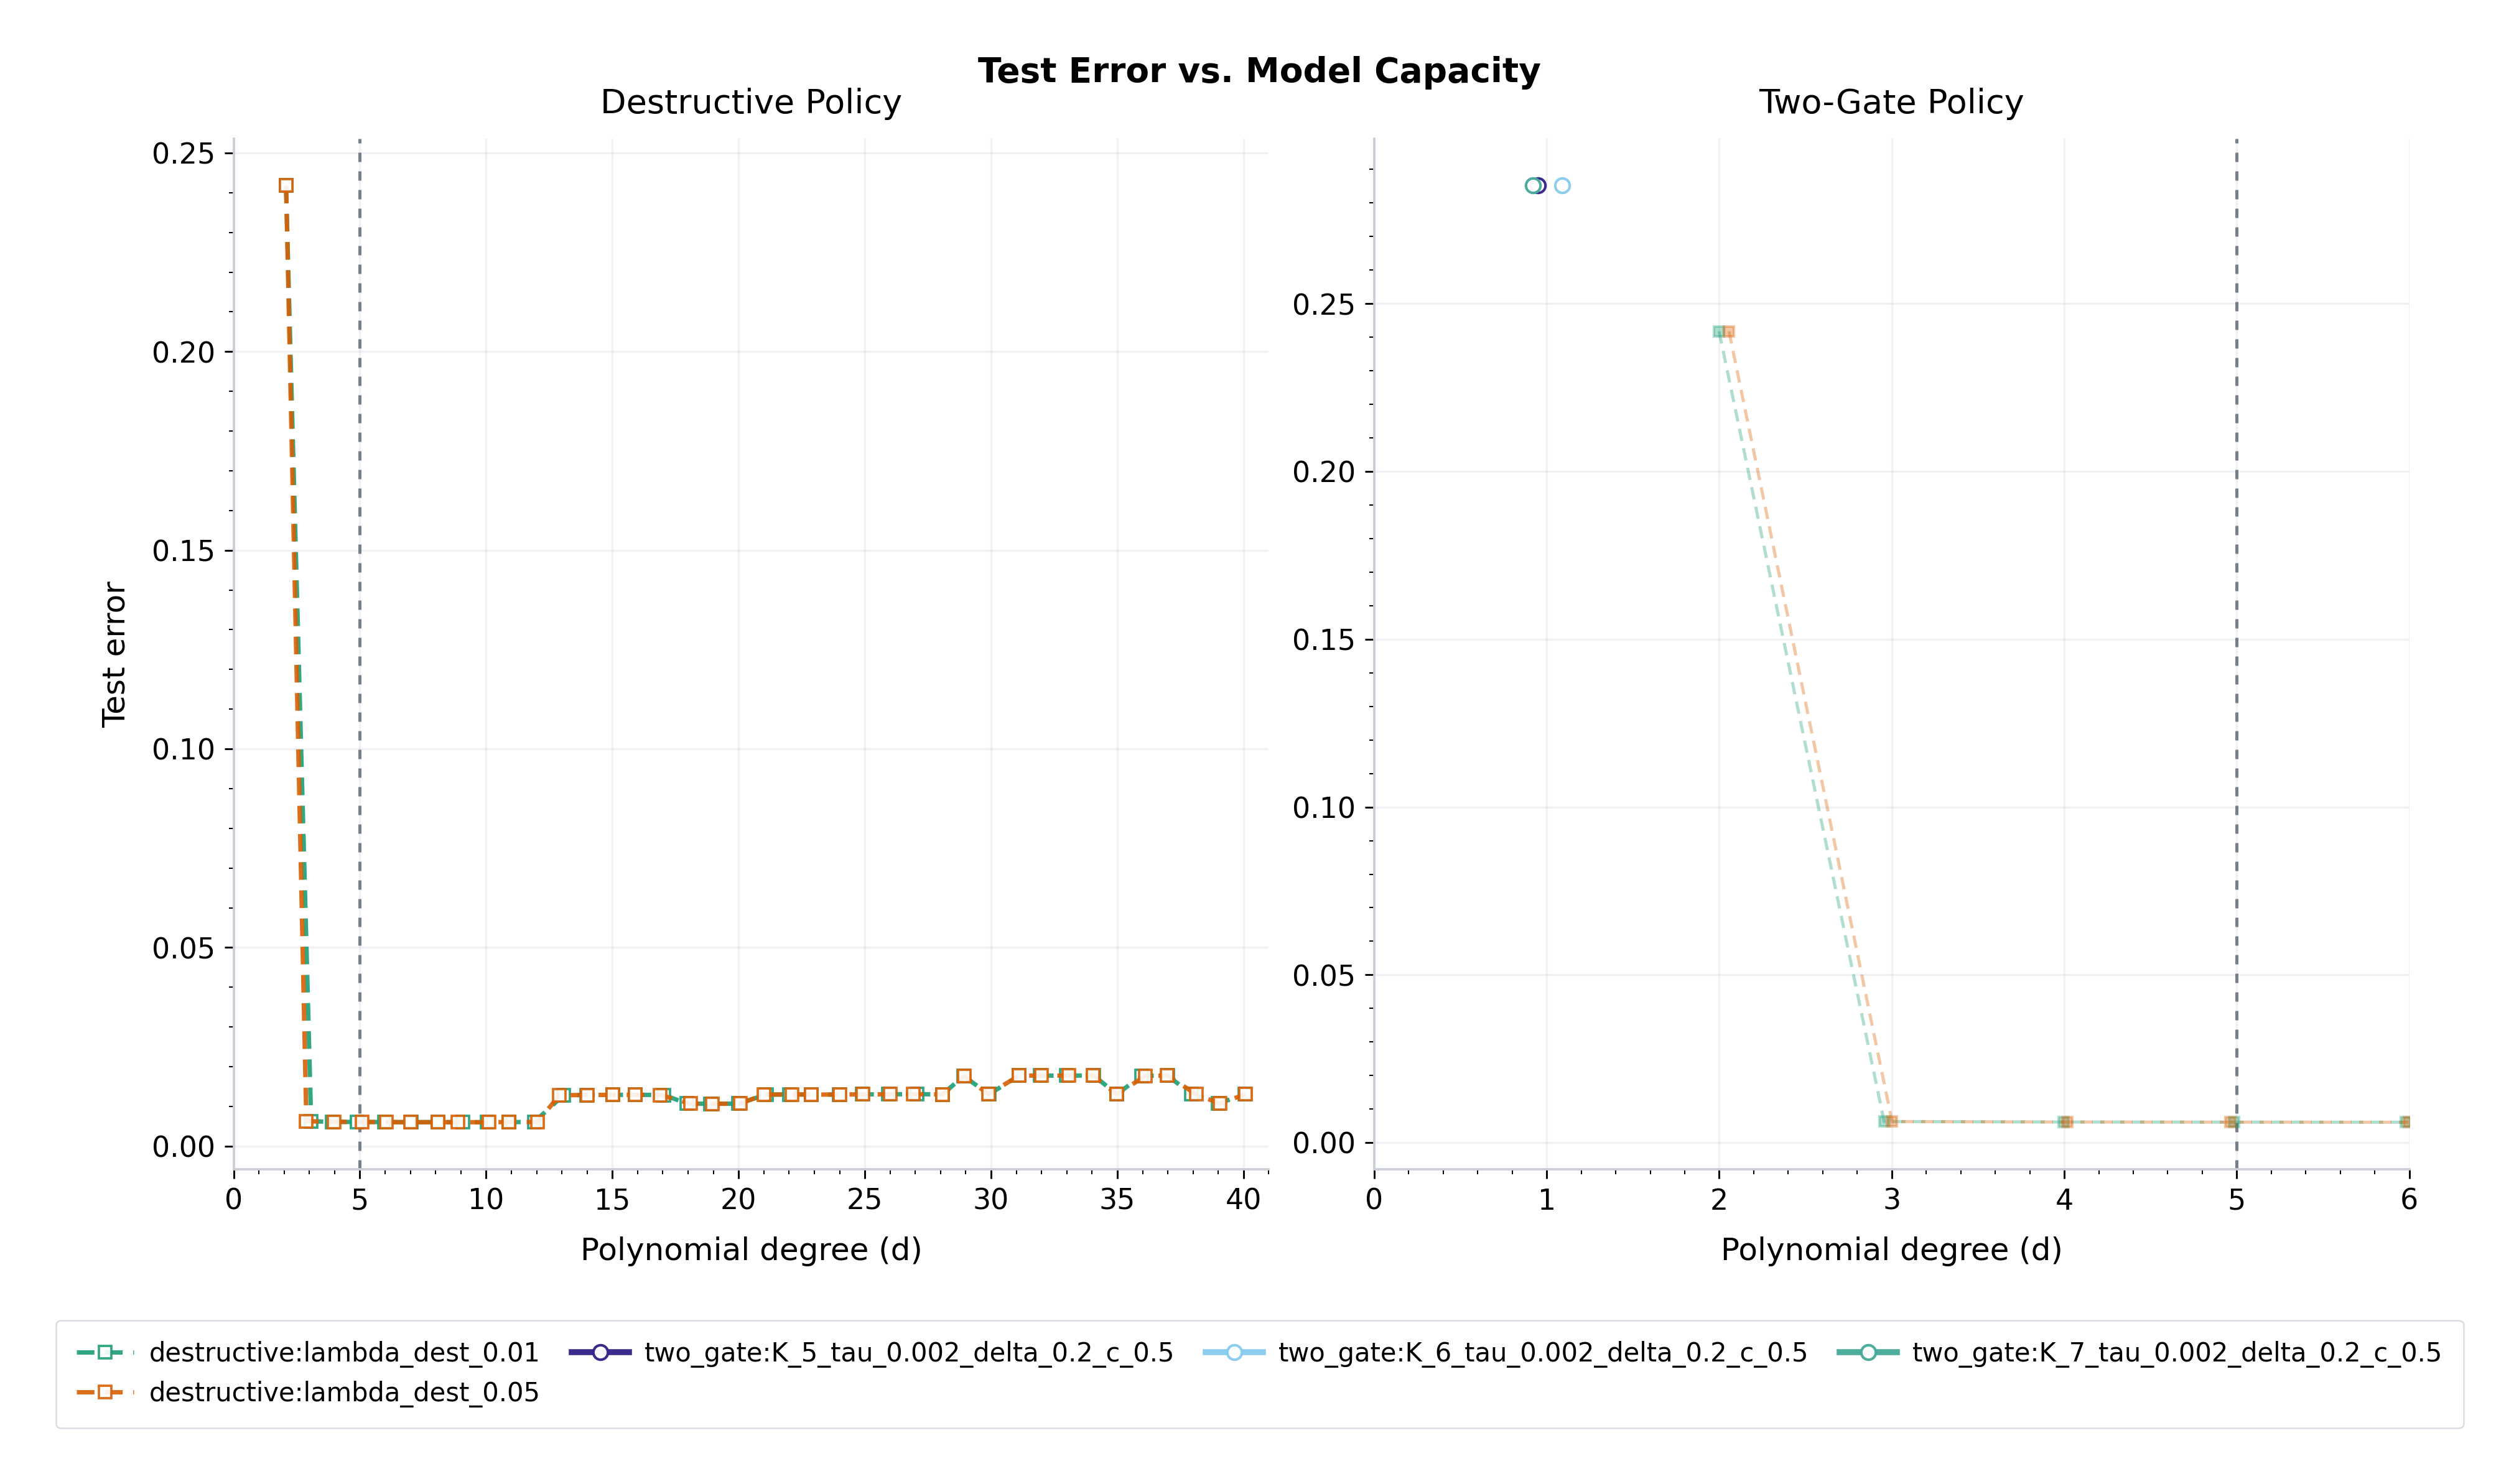 Test Error vs. Model Capacity
Destructive Policy
Two-Gate Policy
Test error
0.25
0.20
0.15
0.10
0.05
0.00
0 5 10 15 20 25 30 35 40
Polynomial degree (d)
0.25
0.20
0.15
0.10
0.05
0.00
0 1 2 3 4 5 6
Polynomial degree (d)
destructive:lambda_dest_0.01 two_gate:K_5_tau_0.002_delta_0.2_c_0.5 two_gate:K_6_tau_0.002_delta_0.2_c_0.5 two_gate:K_7_tau_0.002_delta_0.2_c_0.5
destructive:lambda_dest_0.05